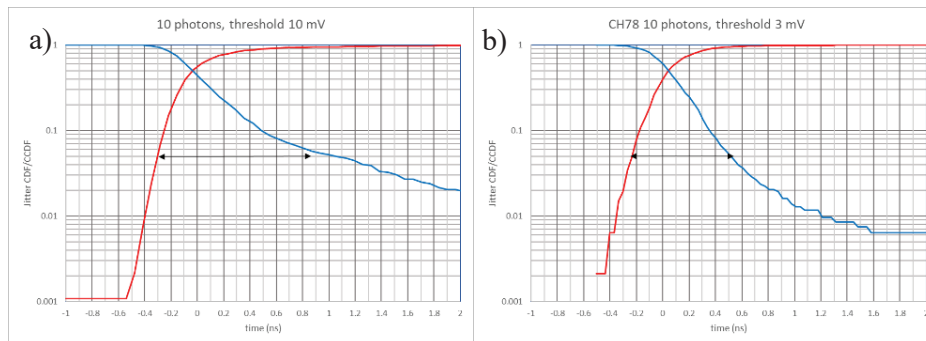 a)
10 photons, threshold 10 mV
1
0.1
0.01
0.001
Jitter CDF/CCDF
-1 -0.8 -0.6 -0.4 -0.2 0 0.2 0.4 0.6 0.8 1 1.2 1.4 1.6 1.8 2
time (ns)
b)
CH78 10 photons, threshold 3 mV
1
0.1
0.01
0.001
Jitter CDF/CCDF
-1 -0.8 -0.6 -0.4 -0.2 0 0.2 0.4 0.6 0.8 1 1.2 1.4 1.6 1.8 2
time (ns)